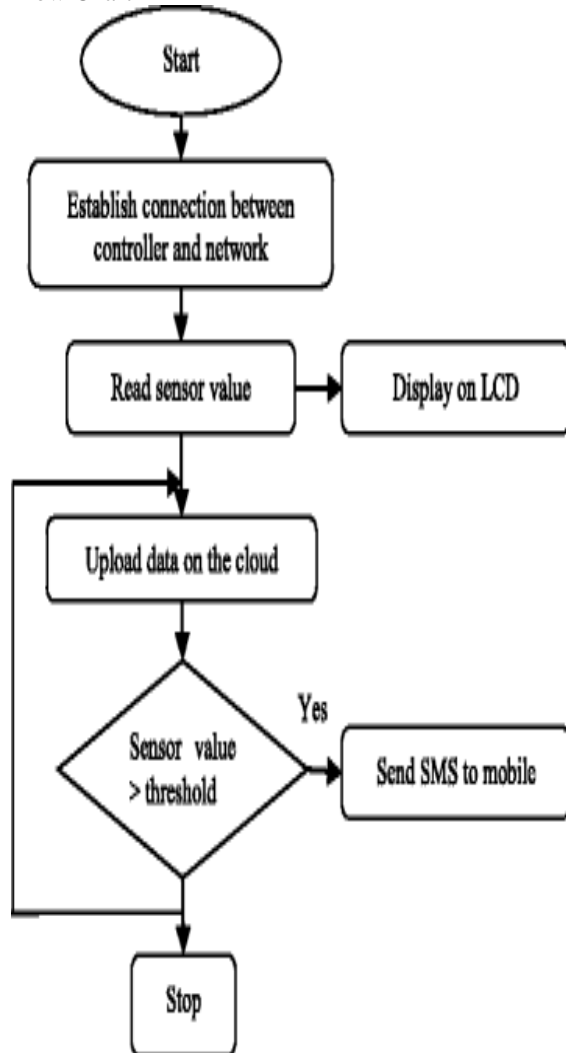 Start
Establish connection between
controller and network
Read sensor value
Display on LCD
Upload data on the cloud
Sensor value
> threshold
Yes
Send SMS to mobile
Stop